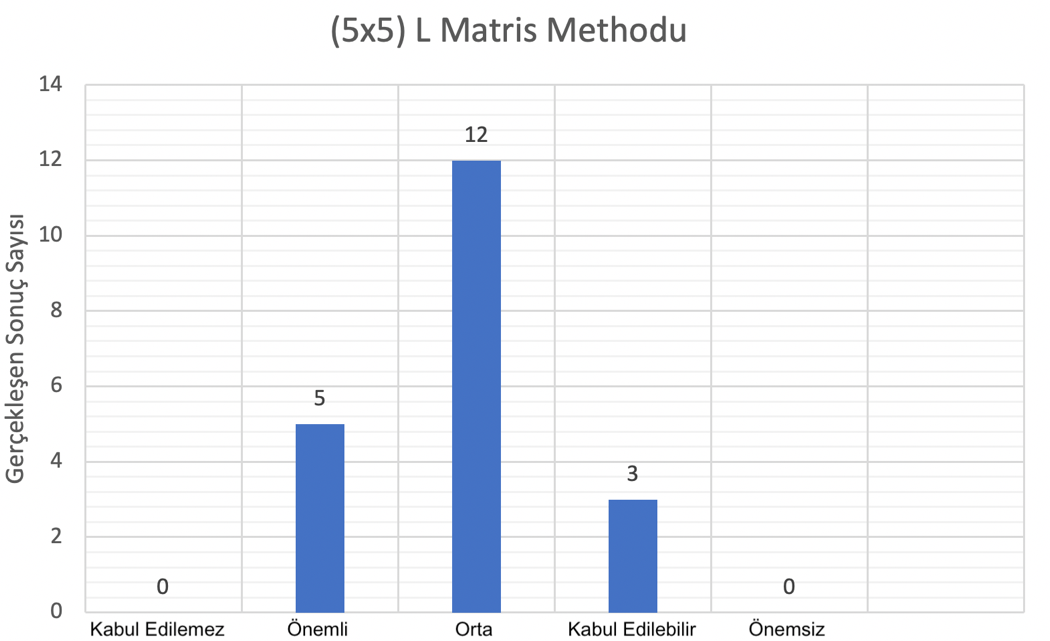 (5x5) L Matris Methodu
Gerçekleşen Sonuç Sayısı
14
12
10
8
6
4
2
0
0
5
12
3
0
Kabul Edilemez
Önemli
Orta
Kabul Edilebilir
Önemsiz